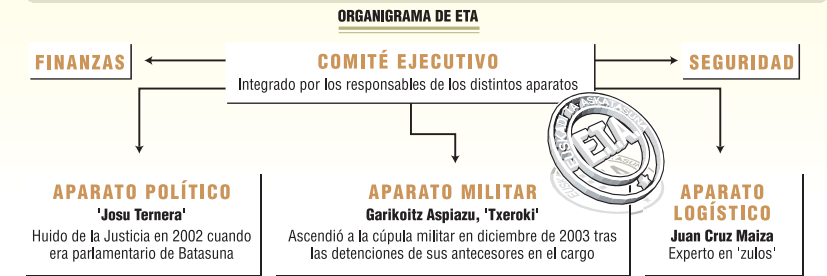 ORGANIGRAMA DE ETA
FINANZAS
COMITÉ EJECUTIVO
Integrado por los responsables de los distintos aparatos
SEGURIDAD
EUSKADI TA ASKATASUNA
ETA
APARATO POLÍTICO
'Josu Ternera'
Huido de la Justicia en 2002 cuando
era parlamentario de Batasuna
APARATO MILITAR
Garikoitz Aspiazu, 'Txeroki'
Ascendió a la cúpula militar en diciembre de 2003 tras
las detenciones de sus antecesores en el cargo
APARATO
LOGÍSTICO
Juan Cruz Maiza
Experto en 'zulos'